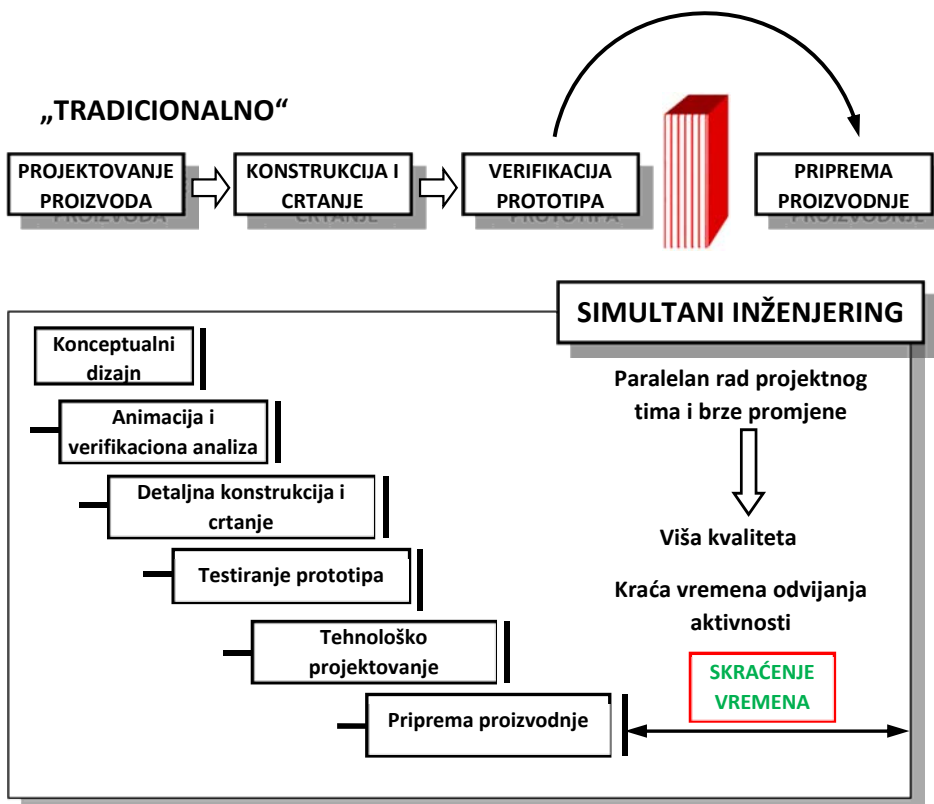 „TRADICIONALNO“
PROJEKTOVANJE
PROIZVODA
KONSTRUKCIJA I
CRTANJE
VERIFIKACIJA
PROTOTIPA
PRIPREMA
PROIZVODNJE
SIMULTANI INŽENJERING
Konceptualni
dizajn
Animacija i
verifikaciona analiza
Detaljna konstrukcija i
crtanje
Testiranje prototipa
Tehnološko
projektovanje
Priprema proizvodnje
Paralelan rad projektnog
tima i brze promjene
Viša kvaliteta
Kraća vremena odvijanja
aktivnosti
SKRAĆENJE
VREMENA